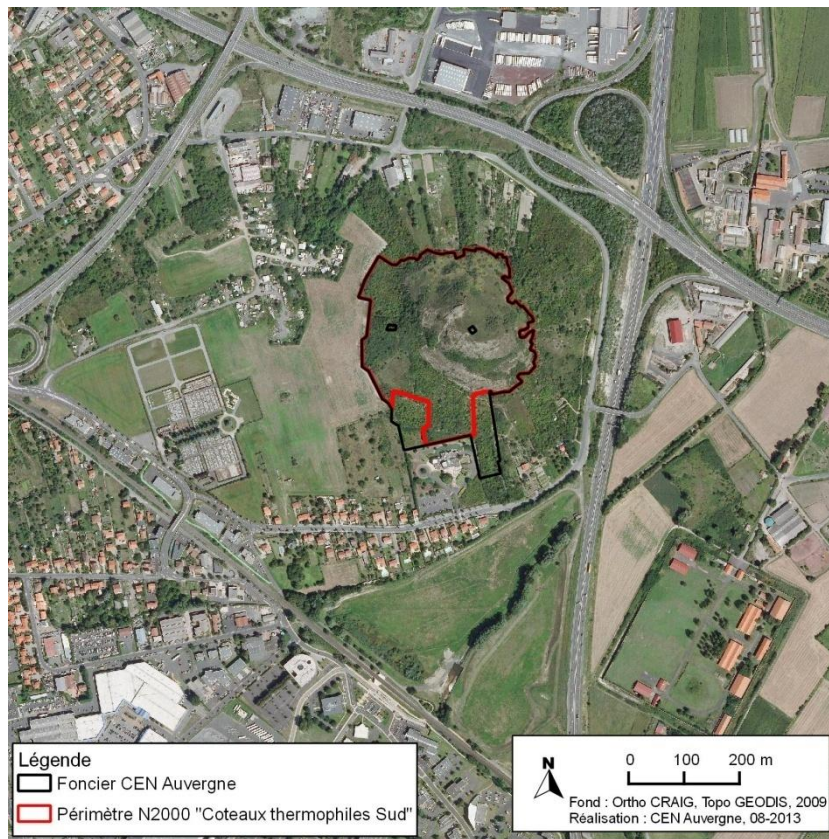 Légende
Foncier CEN Auvergne
Périmètre N2000 "Coteaux thermophiles Sud"
N
0 100 200 m
Fond : Ortho CRAIG, Topo GEODIS, 2009
Réalisation : CEN Auvergne, 08-2013